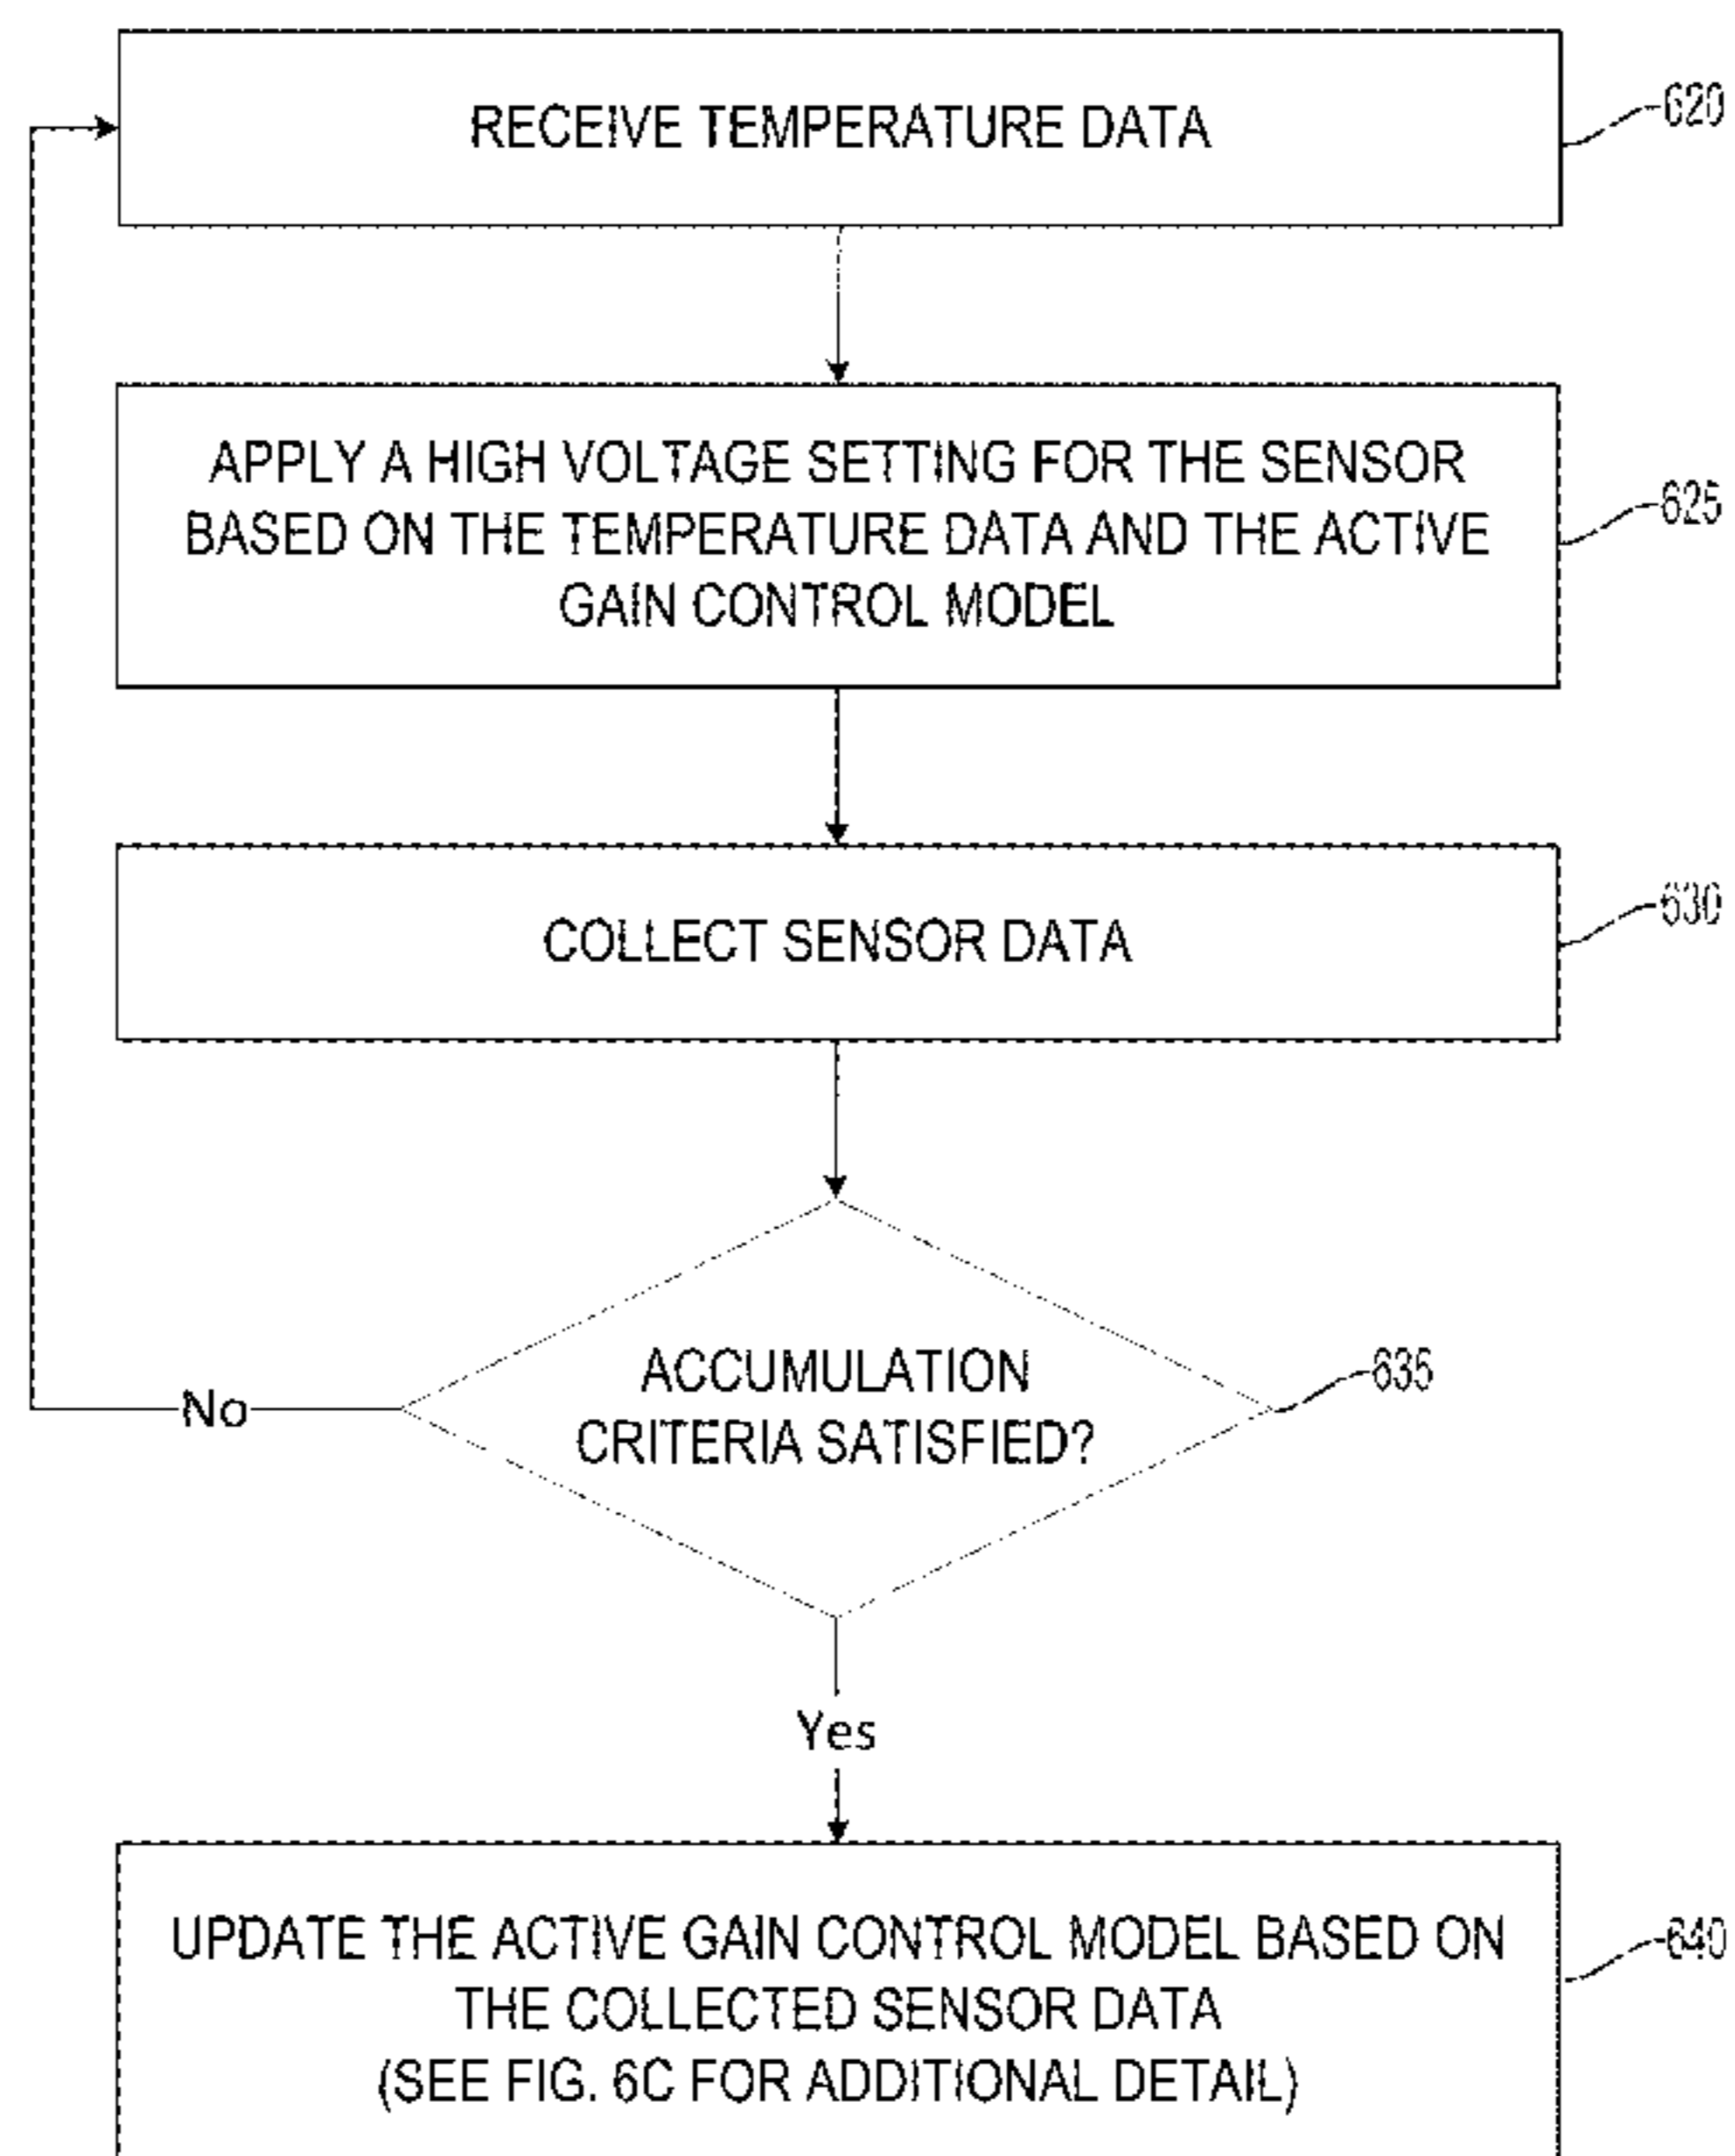 RECEIVE TEMPERATURE DATA
620
APPLY A HIGH VOLTAGE SETTING FOR THE SENSOR
BASED ON THE TEMPERATURE DATA AND THE ACTIVE
GAIN CONTROL MODEL
625
COLLECT SENSOR DATA
630
ACCUMULATION
CRITERIA SATISFIED?
635
No
Yes
UPDATE THE ACTIVE GAIN CONTROL MODEL BASED ON
THE COLLECTED SENSOR DATA
(SEE FIG. 6C FOR ADDITIONAL DETAIL)
640